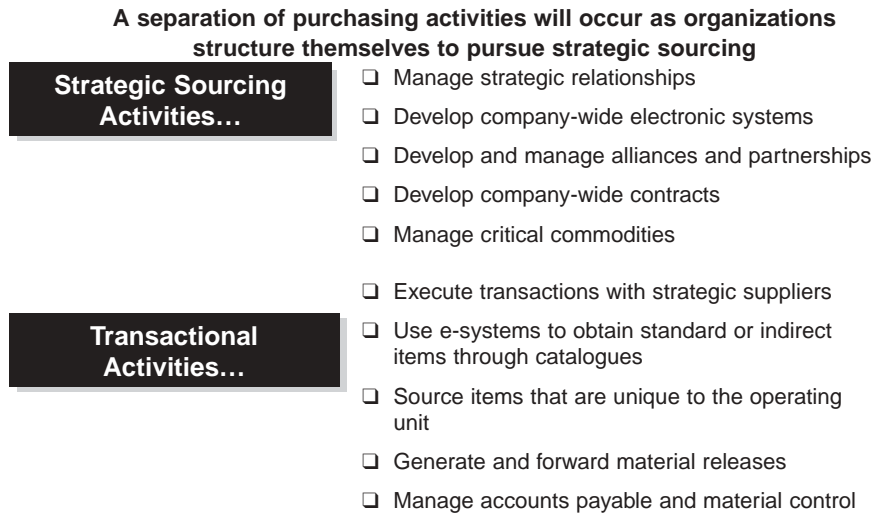 A separation of purchasing activities will occur as organizations
structure themselves to pursue strategic sourcing
Strategic Sourcing
Activities…
❑ Manage strategic relationships
❑ Develop company-wide electronic systems
❑ Develop and manage alliances and partnerships
❑ Develop company-wide contracts
❑ Manage critical commodities
Transactional
Activities…
❑ Execute transactions with strategic suppliers
❑ Use e-systems to obtain standard or indirect
items through catalogues
❑ Source items that are unique to the operating
unit
❑ Generate and forward material releases
❑ Manage accounts payable and material control